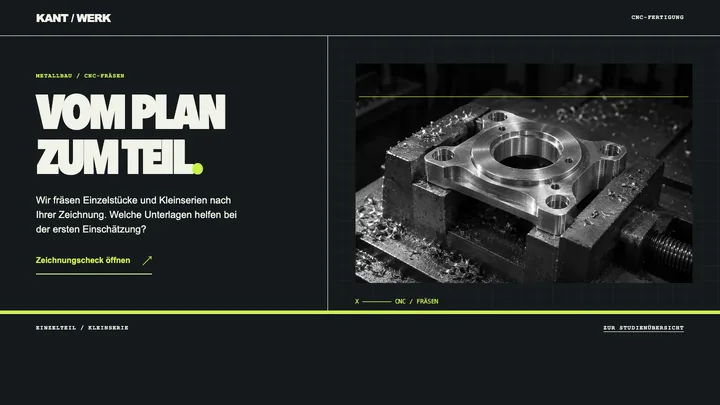 KANT / WERK
CNC-FERTIGUNG
METALLBAU / CNC-FRÄSEN
VOM PLAN
ZUM TEIL.
Wir fräsen Einzelstücke und Kleinserien nach
Ihrer Zeichnung. Welche Unterlagen helfen bei
der ersten Einschätzung?
Zeichnungscheck öffnen ↗
X ——— CNC / FRÄSEN
EINZELTEIL / KLEINSERIE
ZUR STUDIENÜBERSICHT